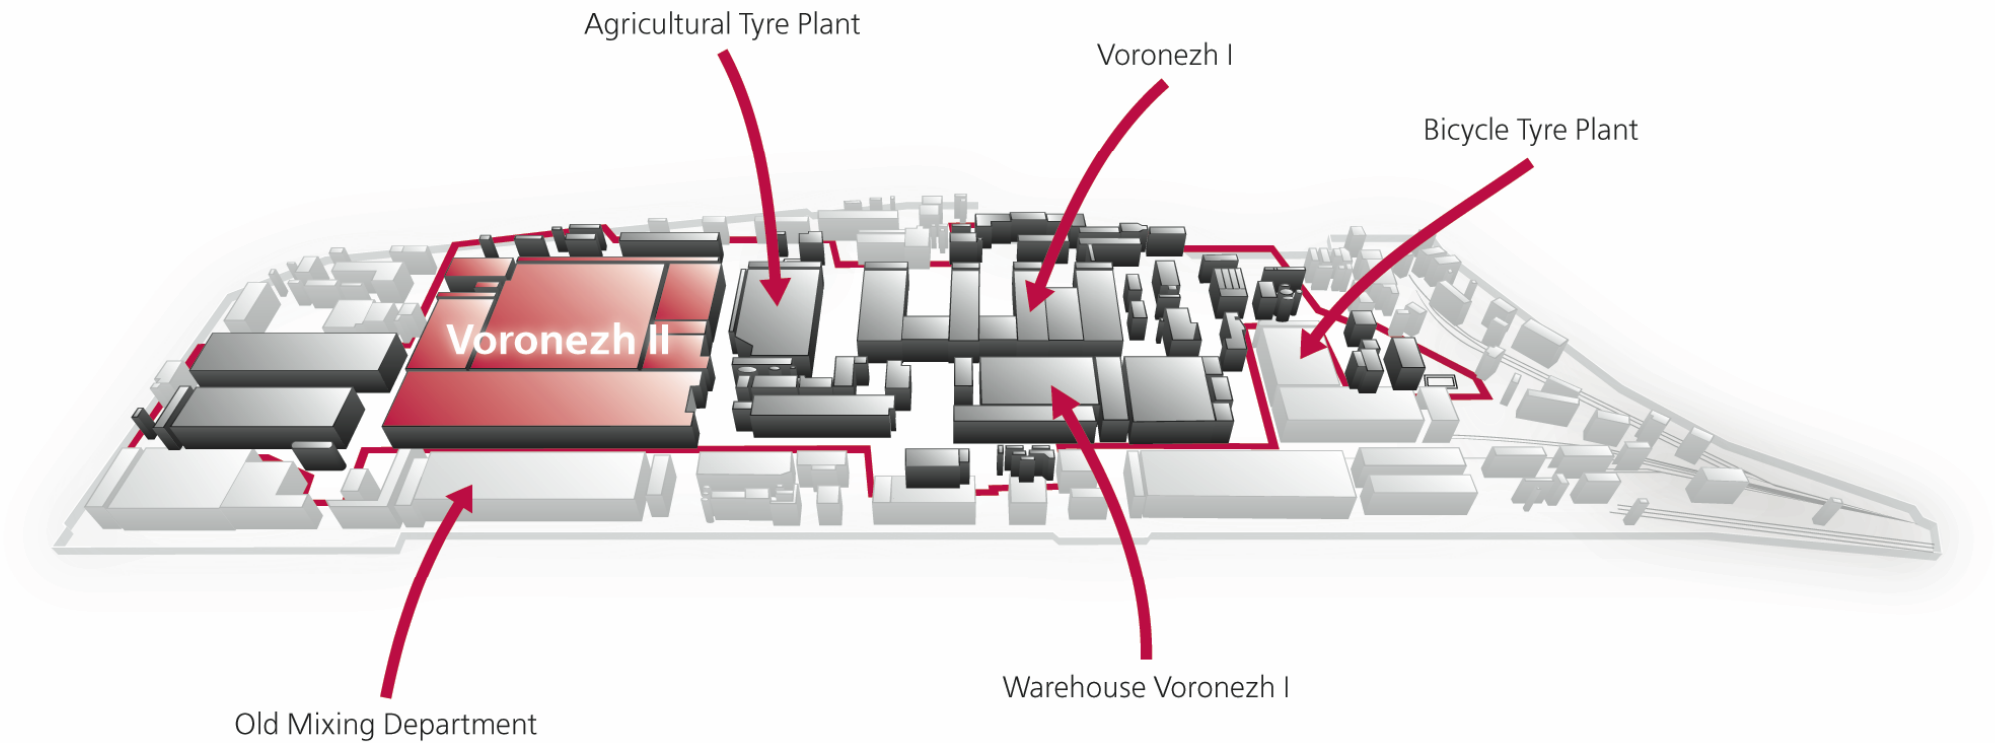 Agricultural Tyre Plant
Voronezh I
Bicycle Tyre Plant
Voronezh II
Warehouse Voronezh I
Old Mixing Department